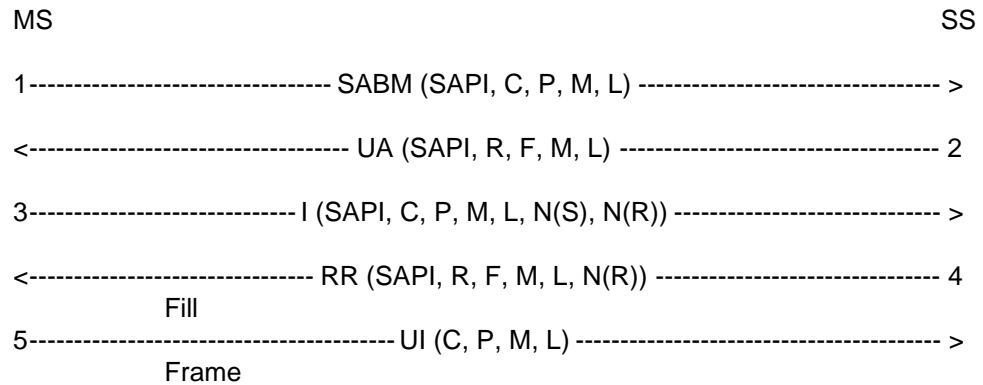 MS SS
1---------------------------------- SABM (SAPI, C, P, M, L) ---------------------------------- >
<------------------------------------ UA (SAPI, R, F, M, L) ------------------------------------ 2
3------------------------------ I (SAPI, C, P, M, L, N(S), N(R)) ------------------------------ >
<-------------------------------- RR (SAPI, R, F, M, L, N(R)) -------------------------------- 4
Fill
5----------------------------------------- UI (C, P, M, L) ----------------------------------------- >
Frame